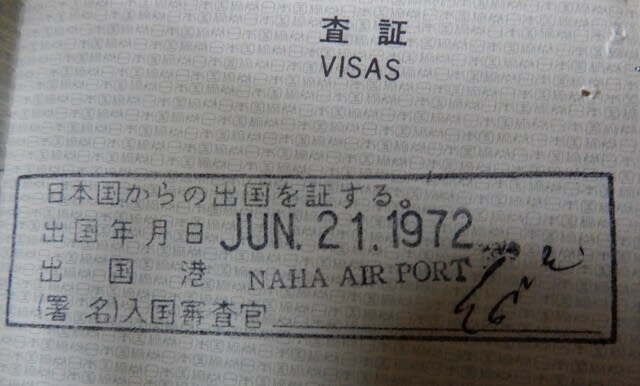 査証
VISAS
日本国からの出国を証する。
出国年月日 JUN. 21. 1972
出国港 NAHA AIR PORT
(署名)入国審査官